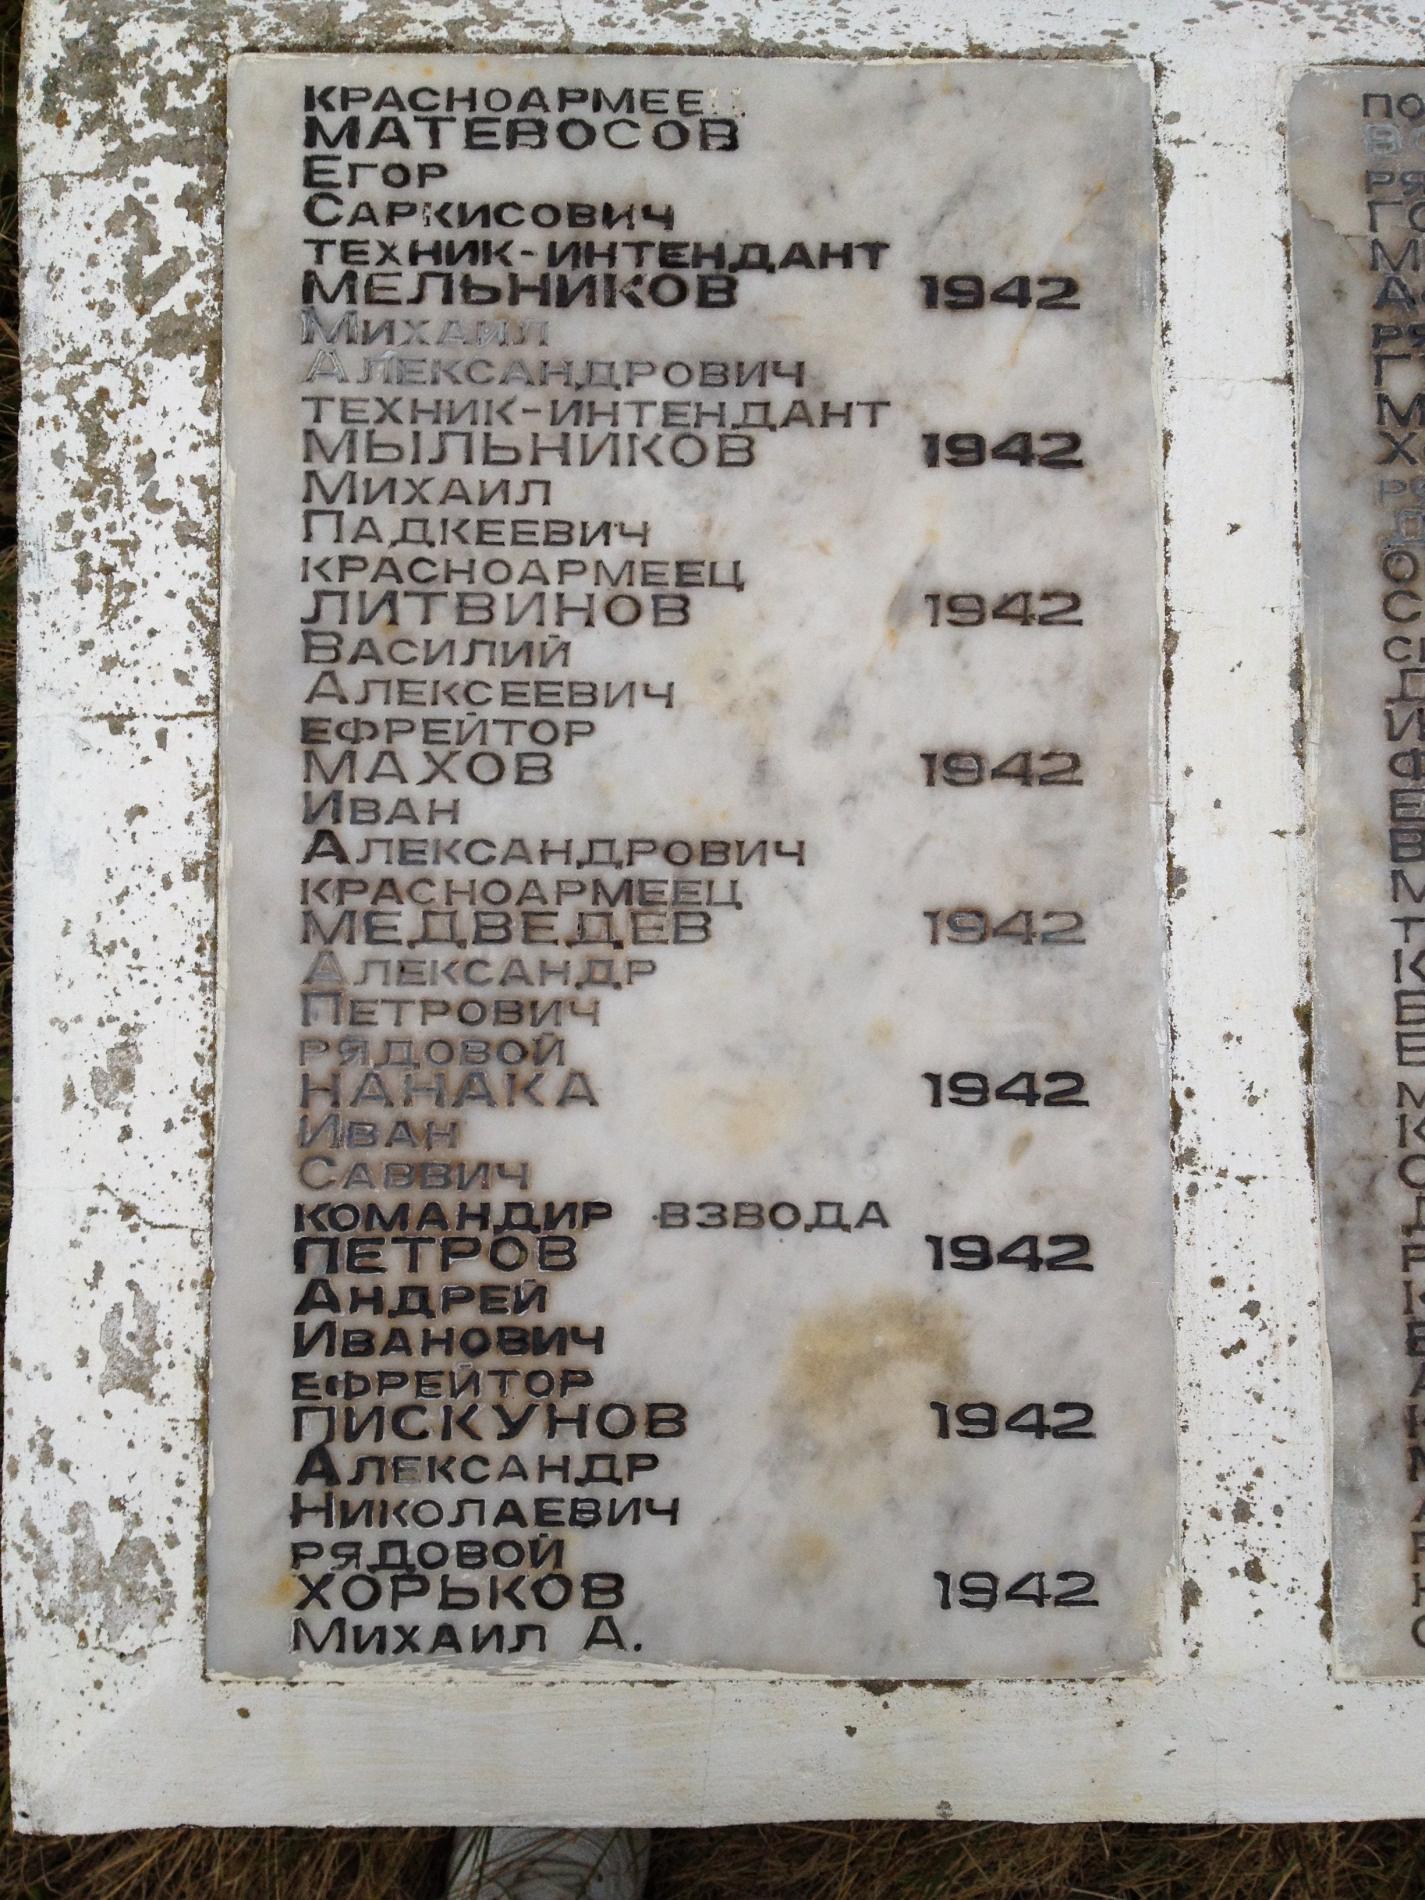 КРАСНОАРМЕЕЦ
МАТЕВОСОВ
ЕГОР
САРКИСОВИЧ
ТЕХНИК-ИНТЕНДАНТ
МЕЛЬНИКОВ 1942
МИХАИЛ
АЛЕКСАНДРОВИЧ
ТЕХНИК-ИНТЕНДАНТ
МЫЛЬНИКОВ 1942
МИХАИЛ
ПАДКЕЕВИЧ
КРАСНОАРМЕЕЦ
ЛИТВИНОВ 1942
ВАСИЛИЙ
АЛЕКСЕЕВИЧ
ЕФРЕЙТОР
МАХОВ 1942
ИВАН
АЛЕКСАНДРОВИЧ
КРАСНОАРМЕЕЦ
МЕДВЕДЕВ 1942
АЛЕКСАНДР
ПЕТРОВИЧ
РЯДОВОЙ
НАНАКА 1942
ИВАН
САВВИЧ
КОМАНДИР ВЗВОДА
ПЕТРОВ 1942
АНДРЕЙ
ИВАНОВИЧ
ЕФРЕЙТОР
ПИСКУНОВ 1942
АЛЕКСАНДР
НИКОЛАЕВИЧ
РЯДОВОЙ
ХОРЬКОВ 1942
МИХАИЛ А.